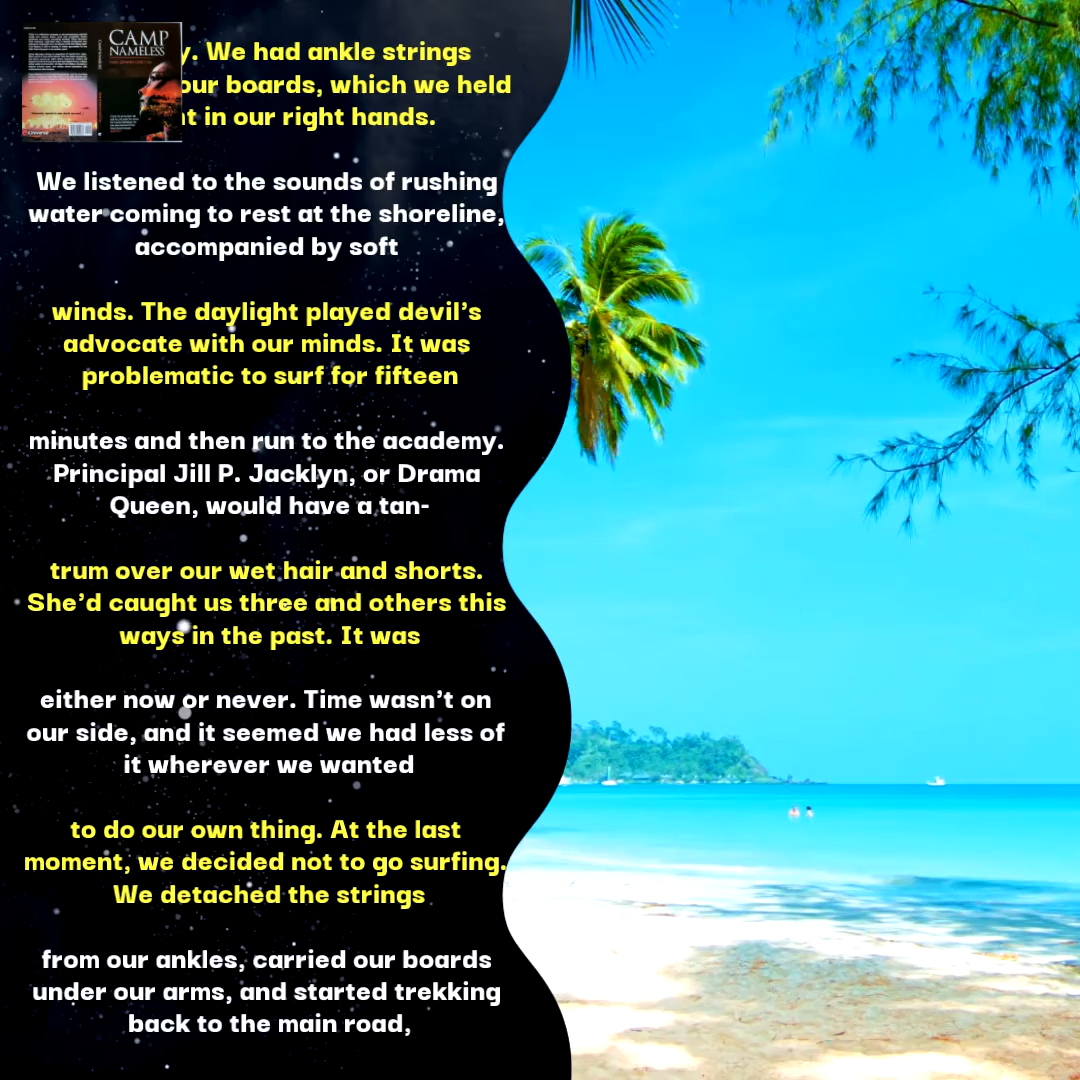 CAMP
NAMELESS
y. We had ankle strings
our boards, which we held
t in our right hands.
We listened to the sounds of rushing
water coming to rest at the shoreline,
accompanied by soft
winds. The daylight played devil's
advocate with our minds. It was
problematic to surf for fifteen
minutes and then run to the academy.
Principal Jill P. Jacklyn, or Drama
Queen, would have a tan-
trum over our wet hair and shorts.
She'd caught us three and others this
ways in the past. It was
either now or never. Time wasn't on
our side, and it seemed we had less of
it wherever we wanted
to do our own thing. At the last
moment, we decided not to go surfing.
We detached the strings
from our ankles, carried our boards
under our arms, and started trekking
back to the main road,